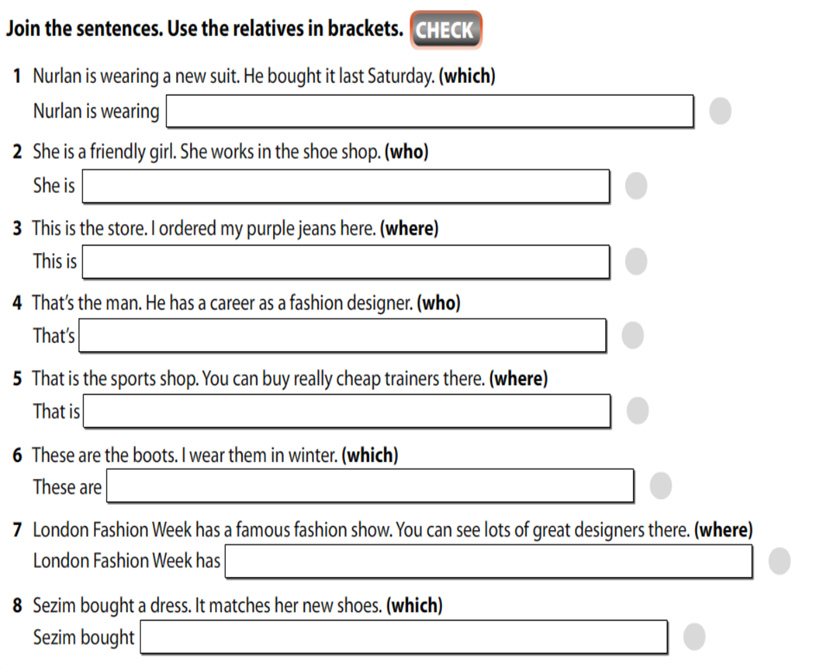 Join the sentences. Use the relatives in brackets. CHECK
1 Nurlan is wearing a new suit. He bought it last Saturday. (which)
Nurlan is wearing
2 She is a friendly girl. She works in the shoe shop. (who)
She is
3 This is the store. I ordered my purple jeans here. (where)
This is
4 That’s the man. He has a career as a fashion designer. (who)
That’s
5 That is the sports shop. You can buy really cheap trainers there. (where)
That is
6 These are the boots. I wear them in winter. (which)
These are
7 London Fashion Week has a famous fashion show. You can see lots of great designers there. (where)
London Fashion Week has
8 Sezim bought a dress. It matches her new shoes. (which)
Sezim bought